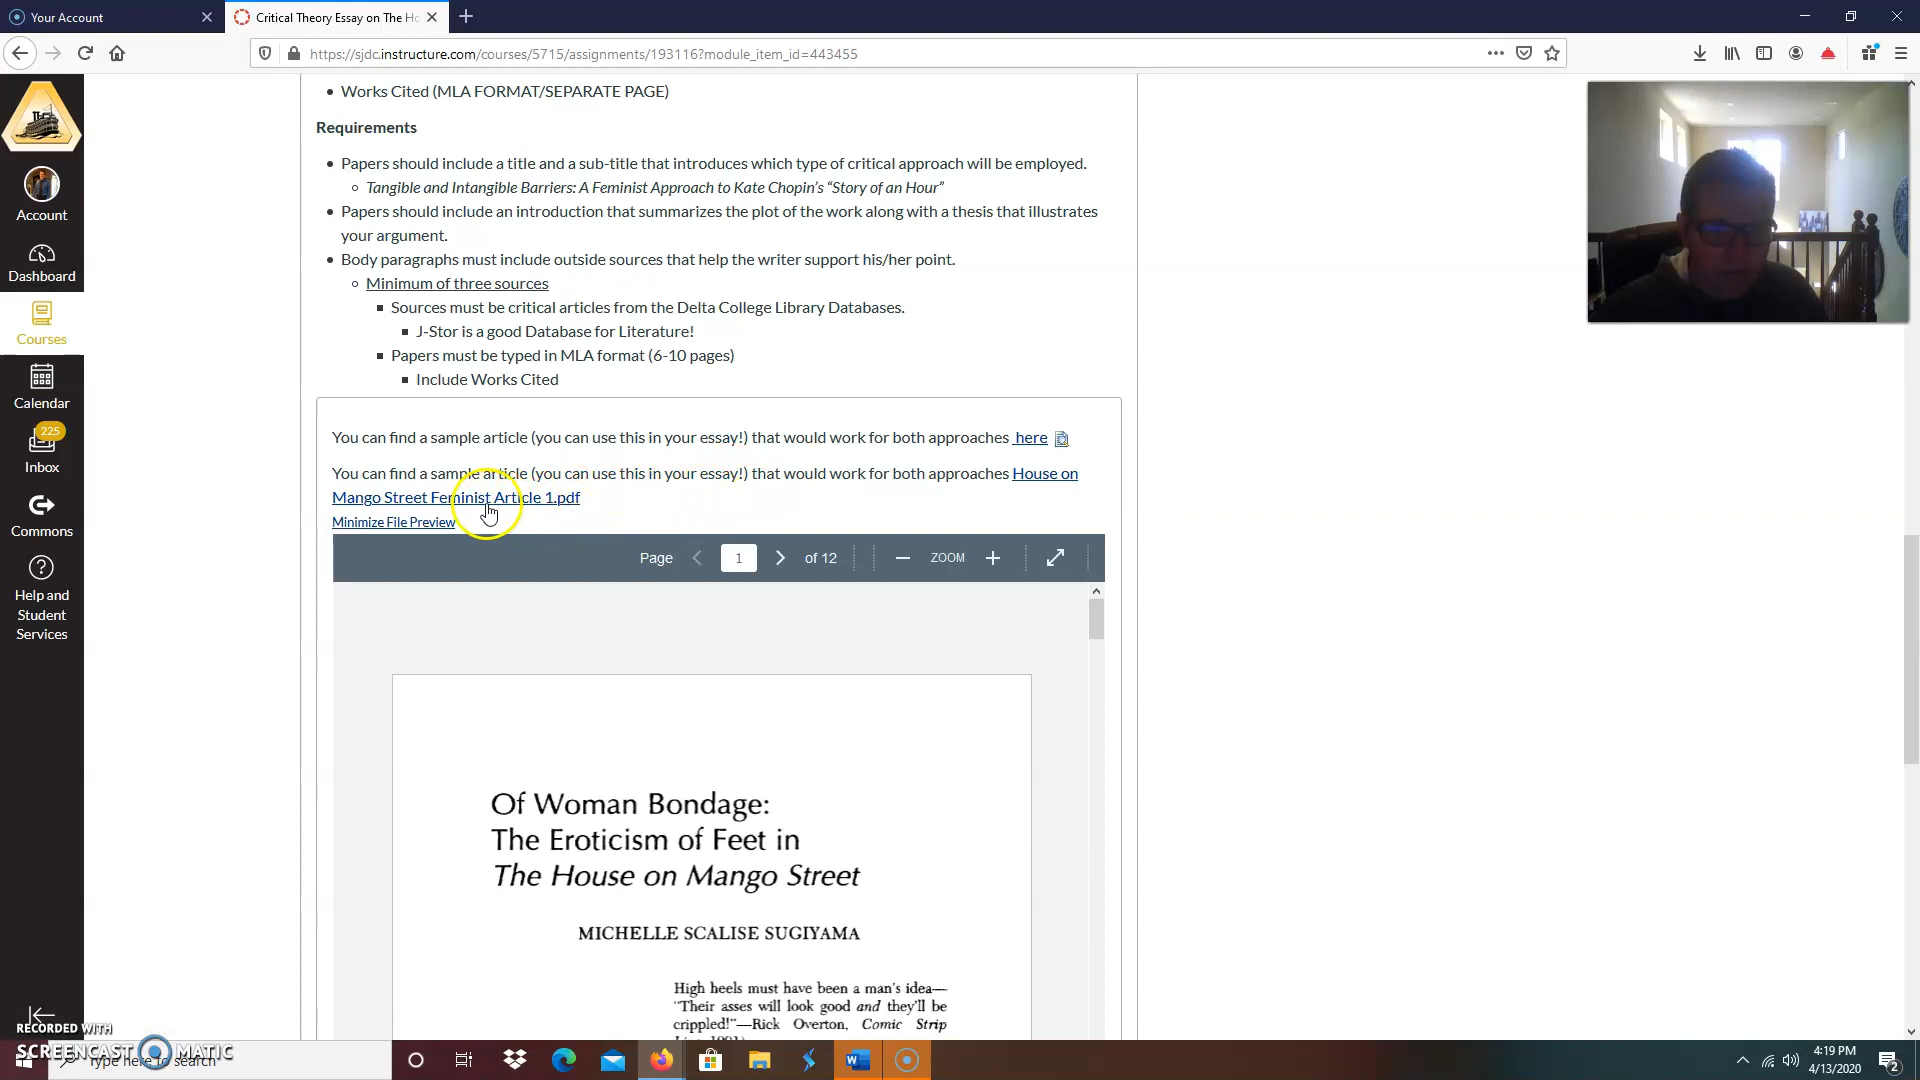 Your Account
Critical Theory Essay on The Ho
https://sjdc.instructure.com/courses/5715/assignments/193116?module_item_id=443455
Account
Dashboard
Courses
Calendar
225
Inbox
Commons
Help and
Student
Services
Works Cited (MLA FORMAT/SEPARATE PAGE)
Requirements
Papers should include a title and a sub-title that introduces which type of critical approach will be employed.
Tangible and Intangible Barriers: A Feminist Approach to Kate Chopin's "Story of an Hour"
Papers should include an introduction that summarizes the plot of the work along with a thesis that illustrates
your argument.
Body paragraphs must include outside sources that help the writer support his/her point.
Minimum of three sources
Sources must be critical articles from the Delta College Library Databases.
J-Stor is a good Database for Literature!
Papers must be typed in MLA format (6-10 pages)
Include Works Cited
You can find a sample article (you can use this in your essay!) that would work for both approaches here
You can find a sample article (you can use this in your essay!) that would work for both approaches House on
Mango Street Feminist Article 1.pdf
Minimize File Preview
Page 1 of 12 ZOOM
Of Woman Bondage:
The Eroticism of Feet in
The House on Mango Street
MICHELLE SCALISE SUGIYAMA
High heels must have been a man's idea—
"Their asses will look good and they'll be
crippled!"—Rick Overton, Comic Strip
RECORDED WITH
SCREENCAST MATIC
Type here to search
4:19 PM
4/13/2020
2